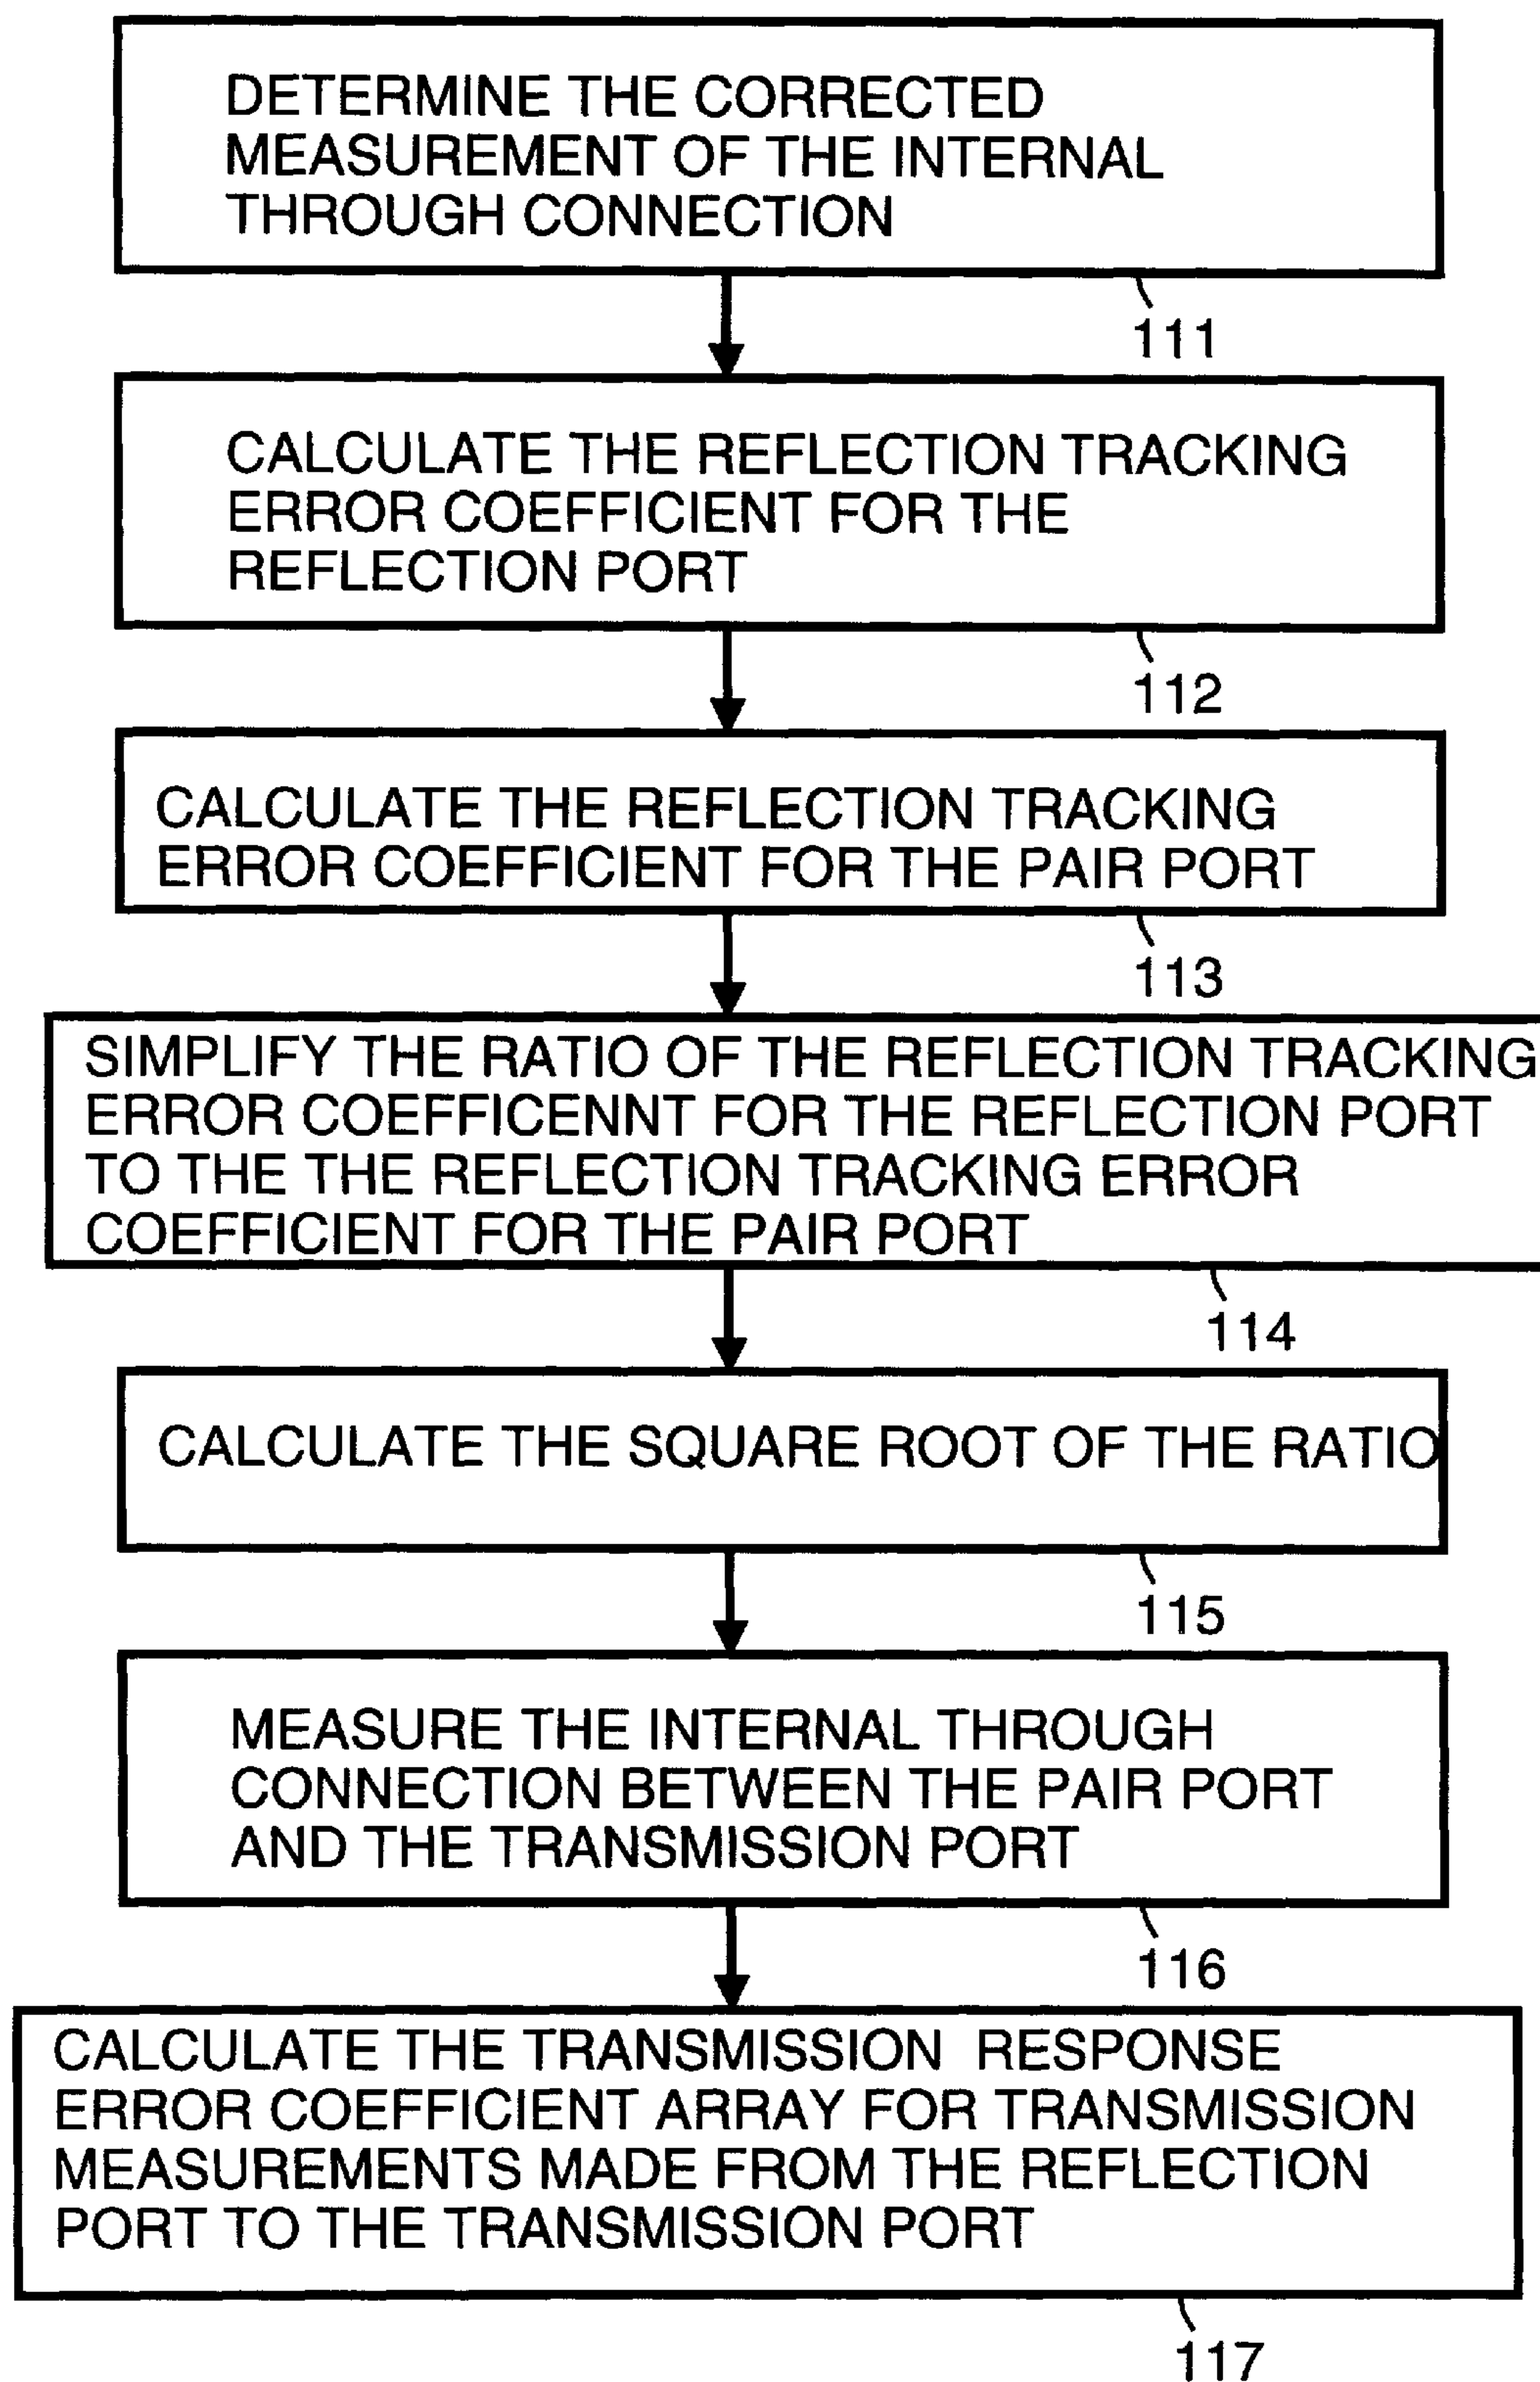 DETERMINE THE CORRECTED
MEASUREMENT OF THE INTERNAL
THROUGH CONNECTION
111
CALCULATE THE REFLECTION TRACKING
ERROR COEFFICIENT FOR THE
REFLECTION PORT
112
CALCULATE THE REFLECTION TRACKING
ERROR COEFFICIENT FOR THE PAIR PORT
113
SIMPLIFY THE RATIO OF THE REFLECTION TRACKING
ERROR COEFFICENNT FOR THE REFLECTION PORT
TO THE THE REFLECTION TRACKING ERROR
COEFFICIENT FOR THE PAIR PORT
114
CALCULATE THE SQUARE ROOT OF THE RATIO
115
MEASURE THE INTERNAL THROUGH
CONNECTION BETWEEN THE PAIR PORT
AND THE TRANSMISSION PORT
116
CALCULATE THE TRANSMISSION RESPONSE
ERROR COEFFICIENT ARRAY FOR TRANSMISSION
MEASUREMENTS MADE FROM THE REFLECTION
PORT TO THE TRANSMISSION PORT
117